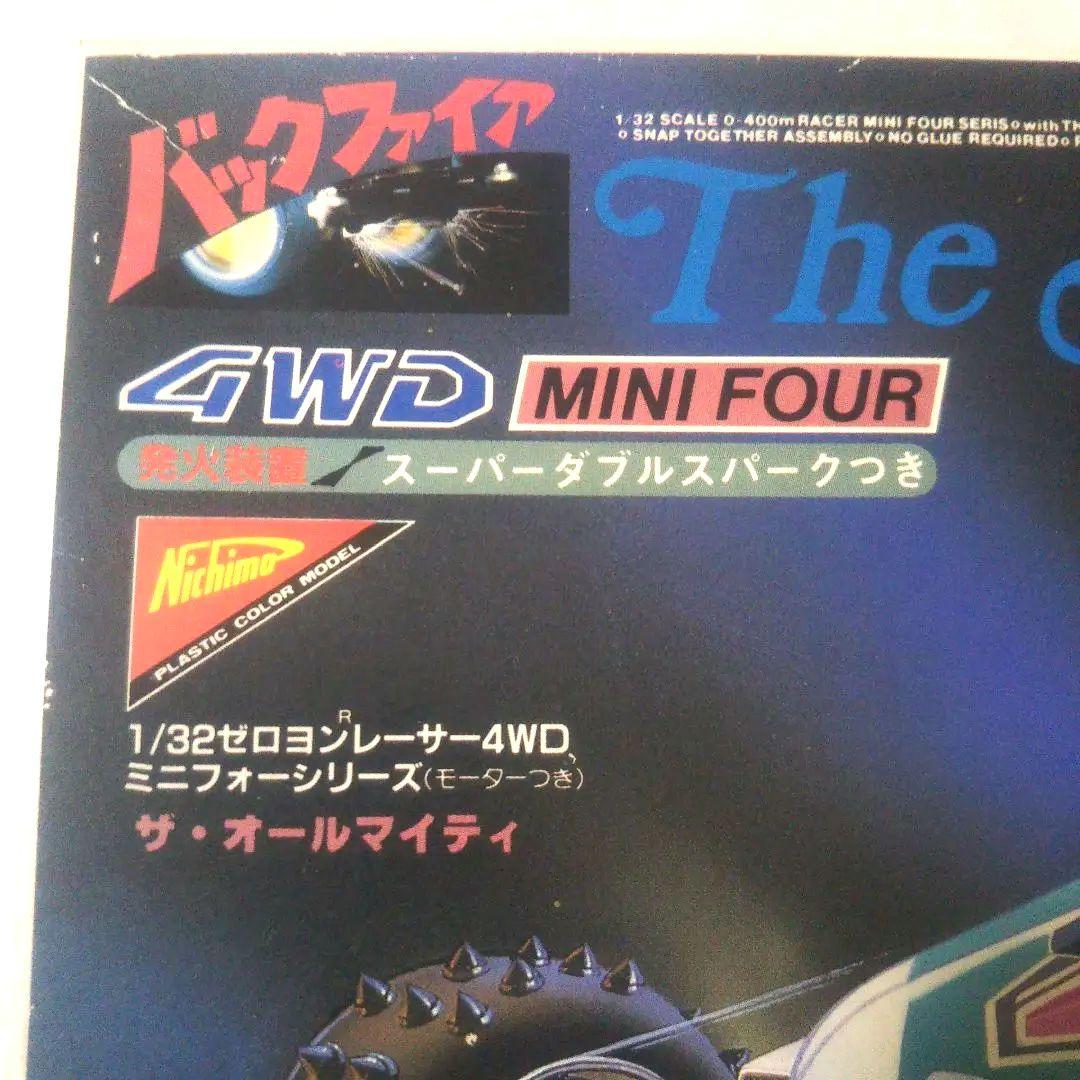 バックファイア
1/32 SCALE 0-400m RACER MINI FOUR SERIS○with TH
○SNAP TOGETHER ASSEMBLY○NO GLUE REQUIRED○
The
4WD MINI FOUR
発火装置/スーパーダブルスパークつき
Nichimo
PLASTIC COLOR MODEL
1/32ゼロヨンRレーサー4WD
ミニフォーシリーズ(モーターつき)
ザ・オールマイティ